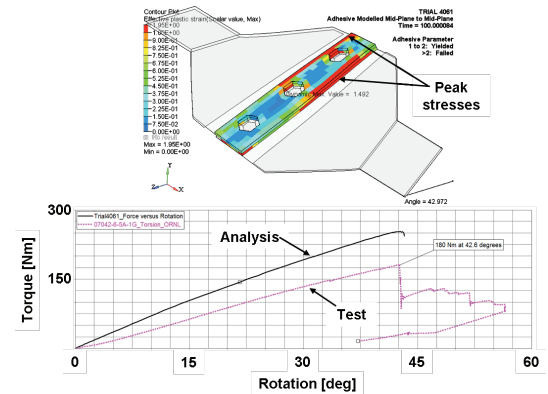 Contour Plot
Effective plastic strain(Scalar value, Max)
1.95E+00
9.00E-01
8.25E-01
7.50E-01
6.75E-01
6.00E-01
5.25E-01
4.50E-01
3.75E-01
3.00E-01
2.25E-01
1.50E-01
7.50E-02
0.00E+00
No result
Max = 1.95E+00
Min = 0.00E+00
TRIAL 4061
Adhesive Modelled Mid-Plane to Mid-Plane
Time = 100.000084
Adhesive Parameter
1 to 2: Yielded
>2: Failed
Peak
stresses
Value = 1.492
Y
Z
X
Angle = 42.972
300
150
Torque [Nm]
Trial4061_Force versus Rotation
07042-6-5A-1G_Torsion_ORNL
Analysis
Test
180 Nm at 42.6 degrees
0
15
30
45
60
Rotation [deg]